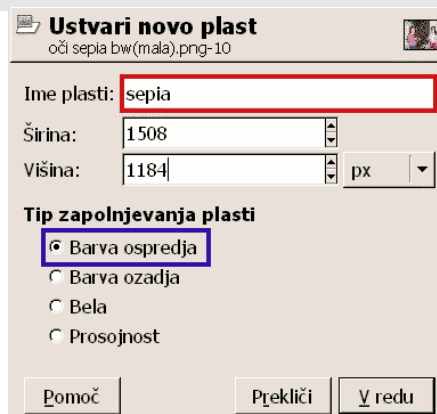 Ustvari novo plast
oči sepia bw(mala).png-10
Ime plasti: sepia
Širina: 1508
Višina: 1184 px
Tip zapolnjevanja plasti
Barva ospredja
Barva ozadja
Bela
Prosojnost
Pomoč Prekliči V redu